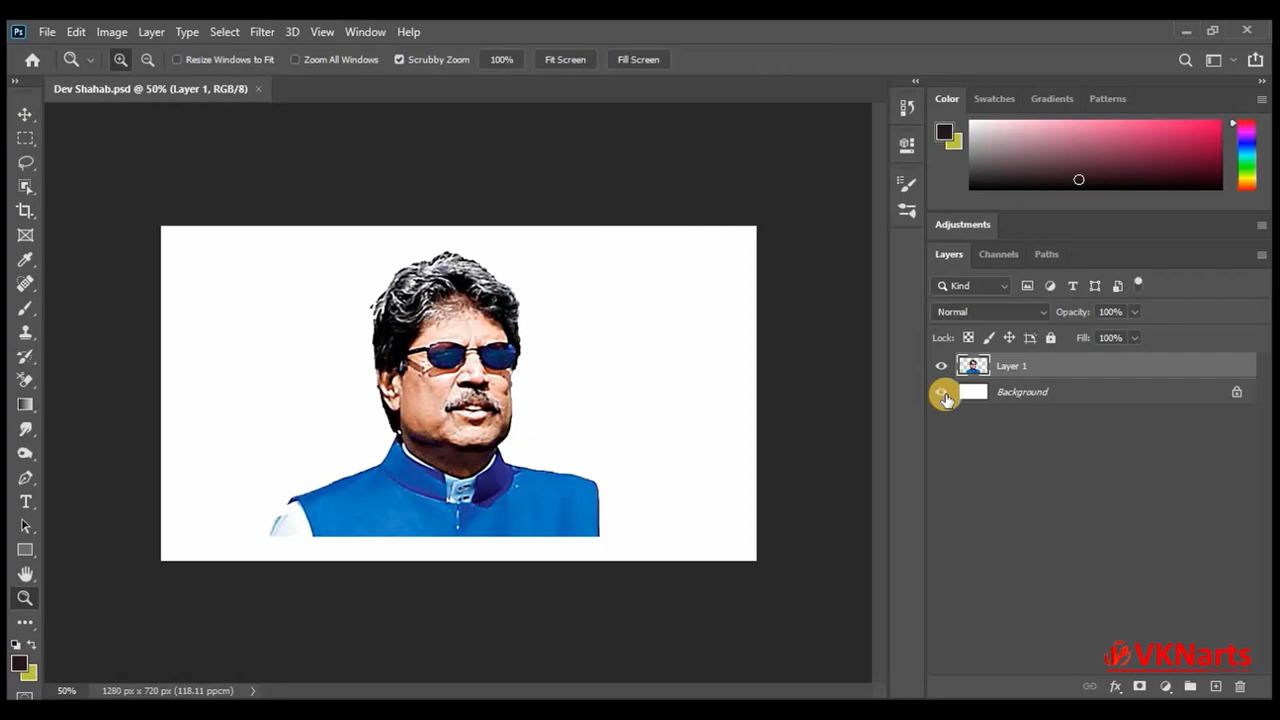 Ps File Edit Image Layer Type Select Filter 3D View Window Help
Resize Windows to Fit Zoom All Windows Scrubby Zoom 100% Fit Screen Fill Screen
Dev Shahab.psd @ 50% (Layer 1, RGB/8) ×
Color Swatches Gradients Patterns
Adjustments
Layers Channels Paths
Kind
Normal Opacity: 100%
Lock: Fill: 100%
Layer 1
Background
VKNarts
50% 1280 px x 720 px (118.11 ppcm)
fx